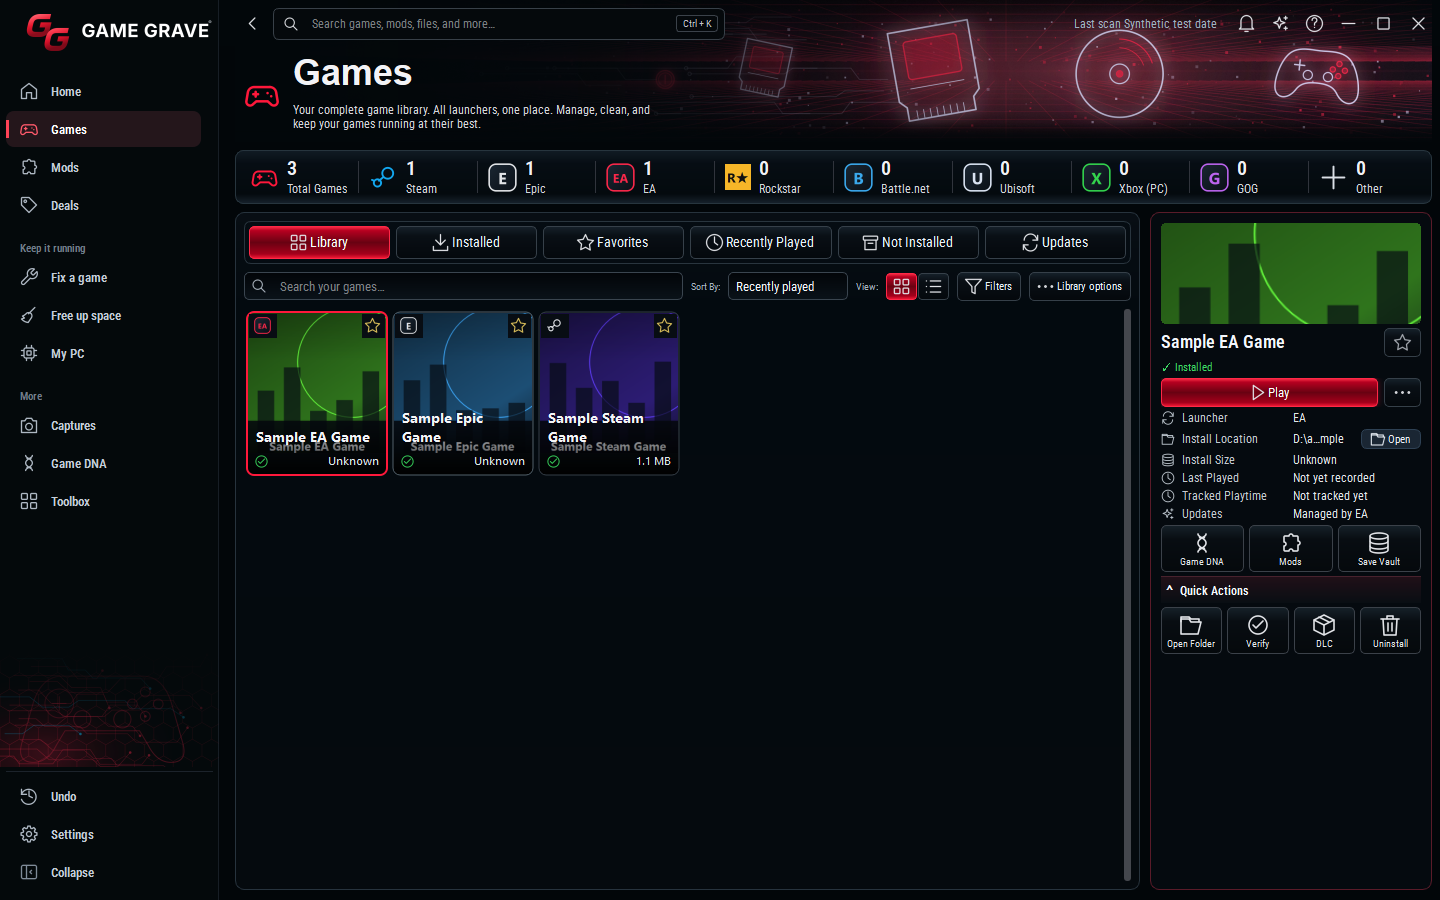 GAME GRAVE
Search games, mods, files, and more...
Ctrl + K
Last scan Synthetic test date
Home
Games
Mods
Deals
Keep it running
Fix a game
Free up space
My PC
More
Captures
Game DNA
Toolbox
Undo
Settings
Collapse
Games
Your complete game library. All launchers, one place. Manage, clean, and
keep your games running at their best.
3
Total Games
1
Steam
E
1
Epic
EA
1
EA
R★
0
Rockstar
B
0
Battle.net
U
0
Ubisoft
X
0
Xbox (PC)
G
0
GOG
0
Other
Library
Installed
Favorites
Recently Played
Not Installed
Updates
Search your games...
Sort By:
Recently played
View:
Filters
Library options
EA
Sample EA Game
Sample EA Game
Unknown
E
Sample Epic
Game
Sample Epic Game
Unknown
Sample Steam
Game
Sample Steam Game
1.1 MB
Sample EA Game
✓ Installed
Play
Launcher EA
Install Location D:\a...mple Open
Install Size Unknown
Last Played Not yet recorded
Tracked Playtime Not tracked yet
Updates Managed by EA
Game DNA
Mods
Save Vault
^ Quick Actions
Open Folder
Verify
DLC
Uninstall